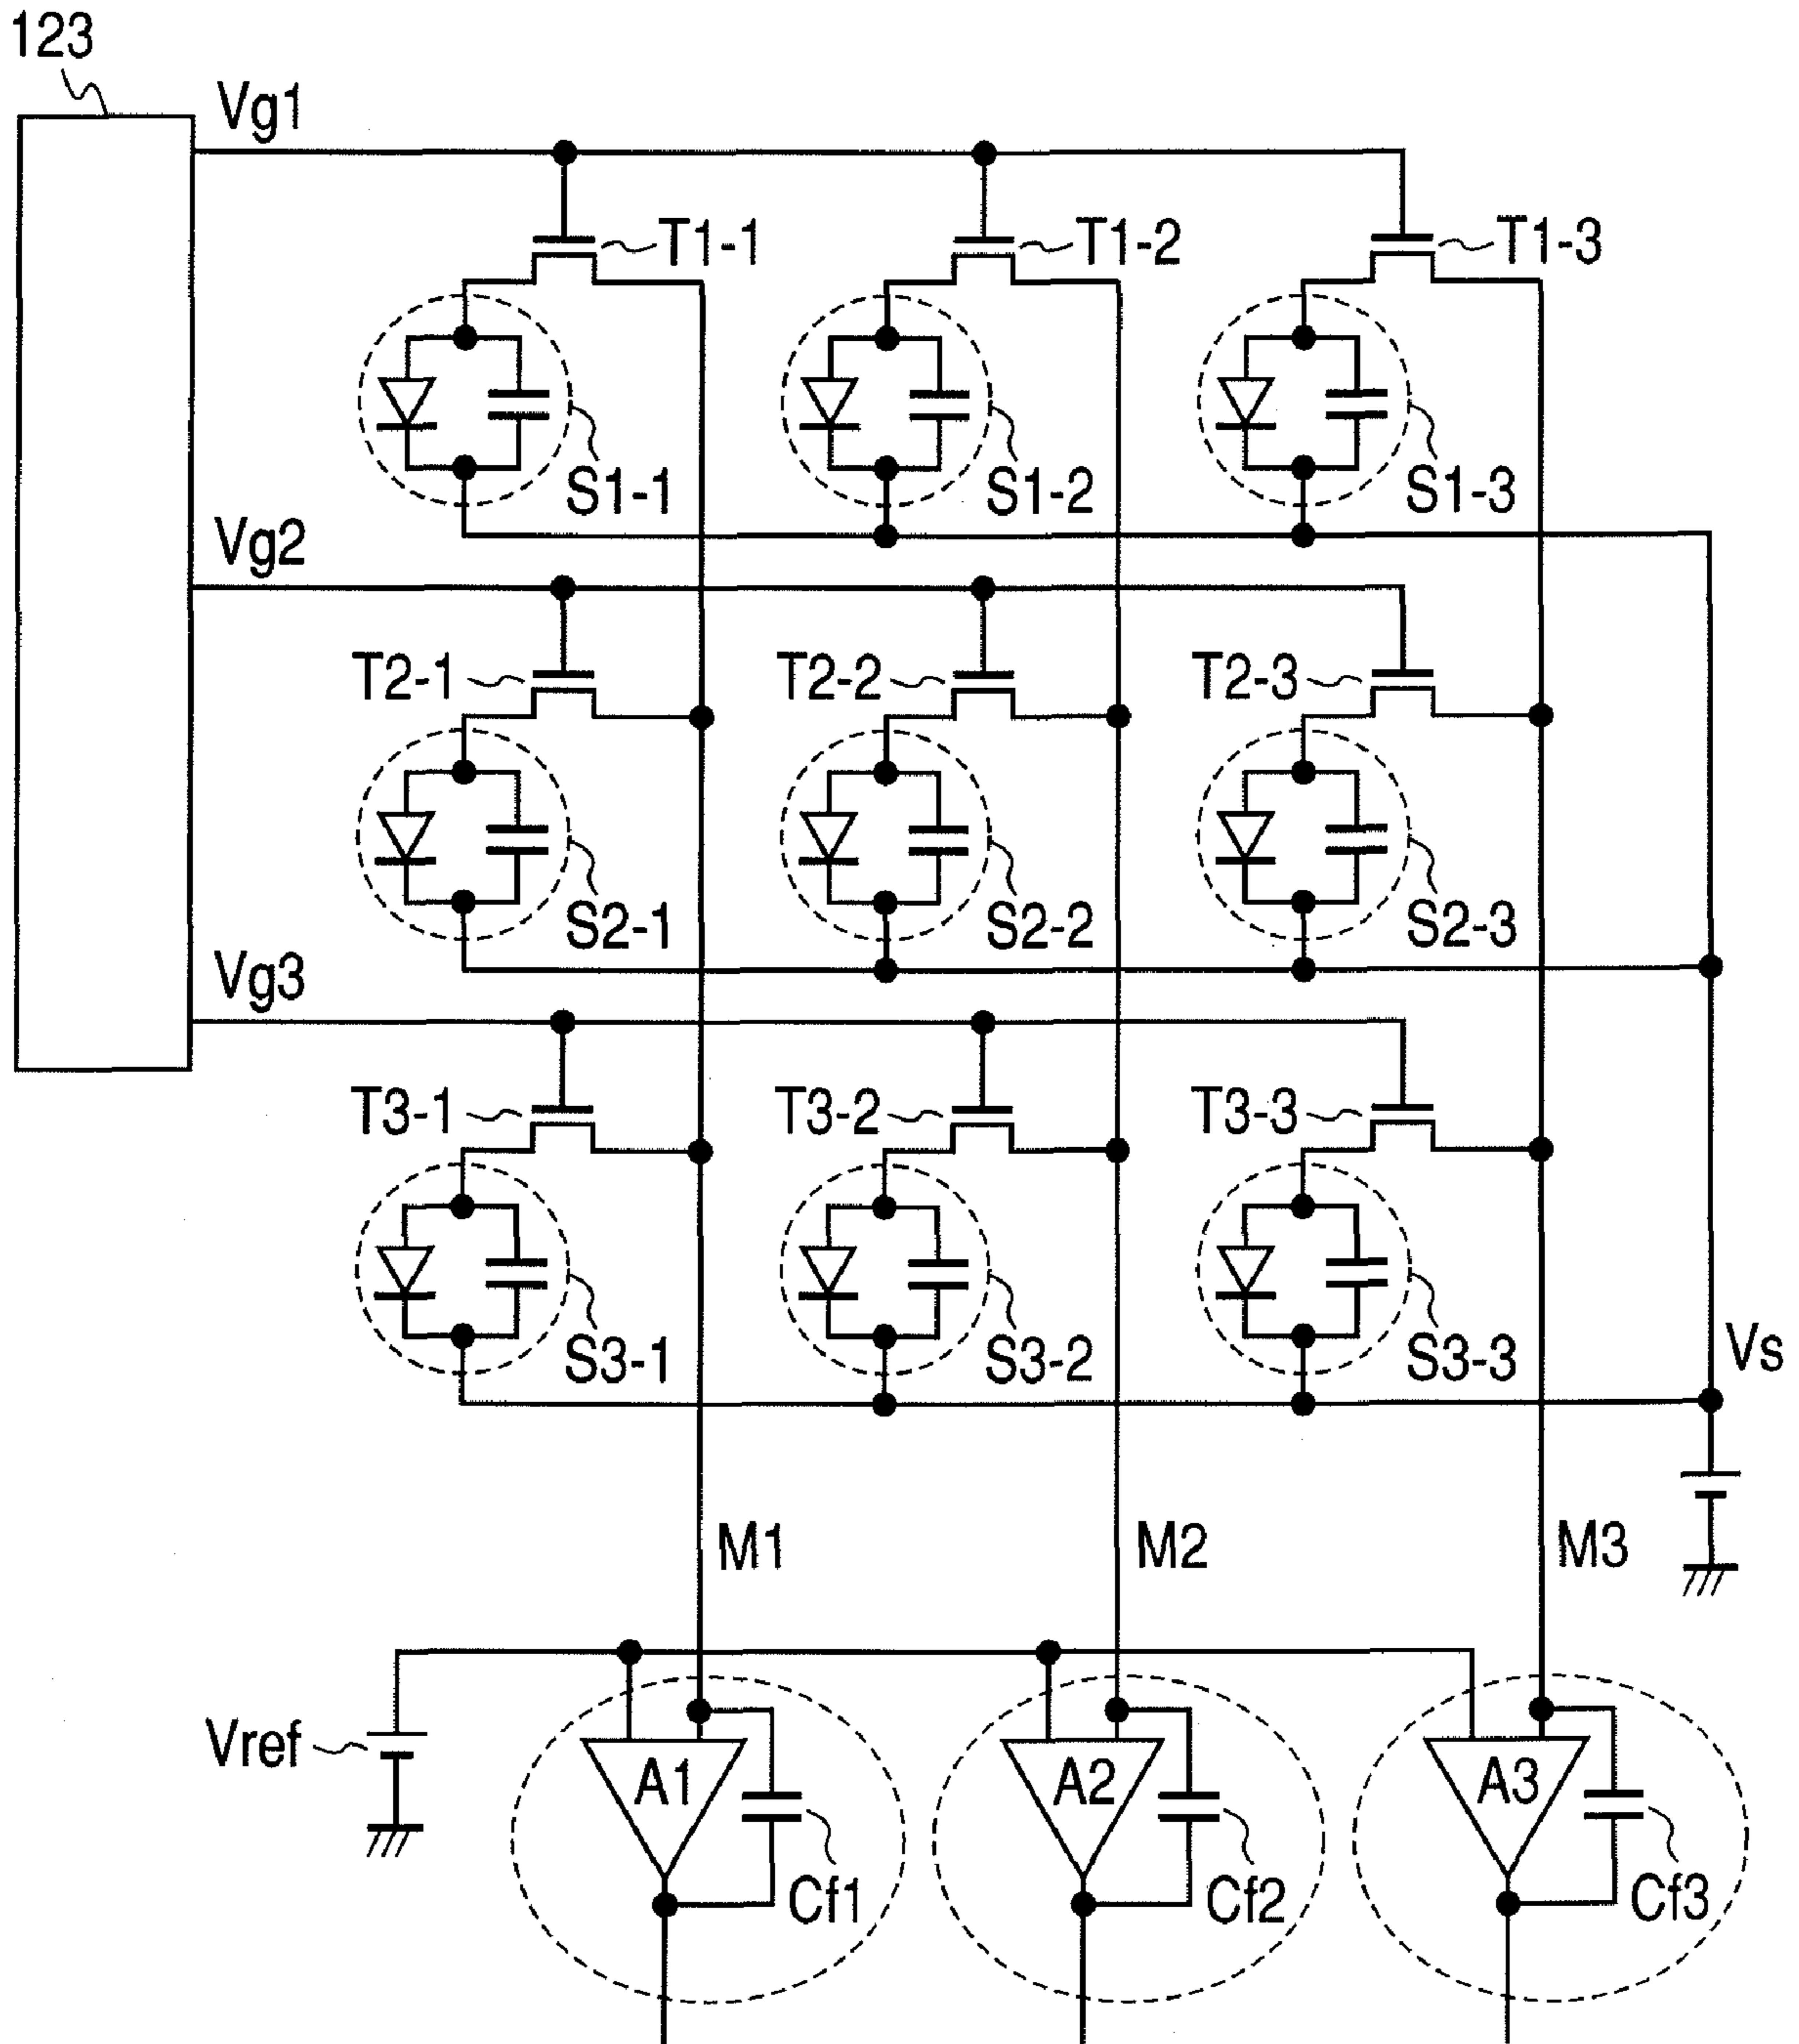 123
Vg1
T1-1
T1-2
T1-3
S1-1
S1-2
S1-3
Vg2
T2-1
T2-2
T2-3
S2-1
S2-2
S2-3
Vg3
T3-1
T3-2
T3-3
S3-1
S3-2
S3-3
Vs
M1
M2
M3
Vref
A1
A2
A3
Cf1
Cf2
Cf3